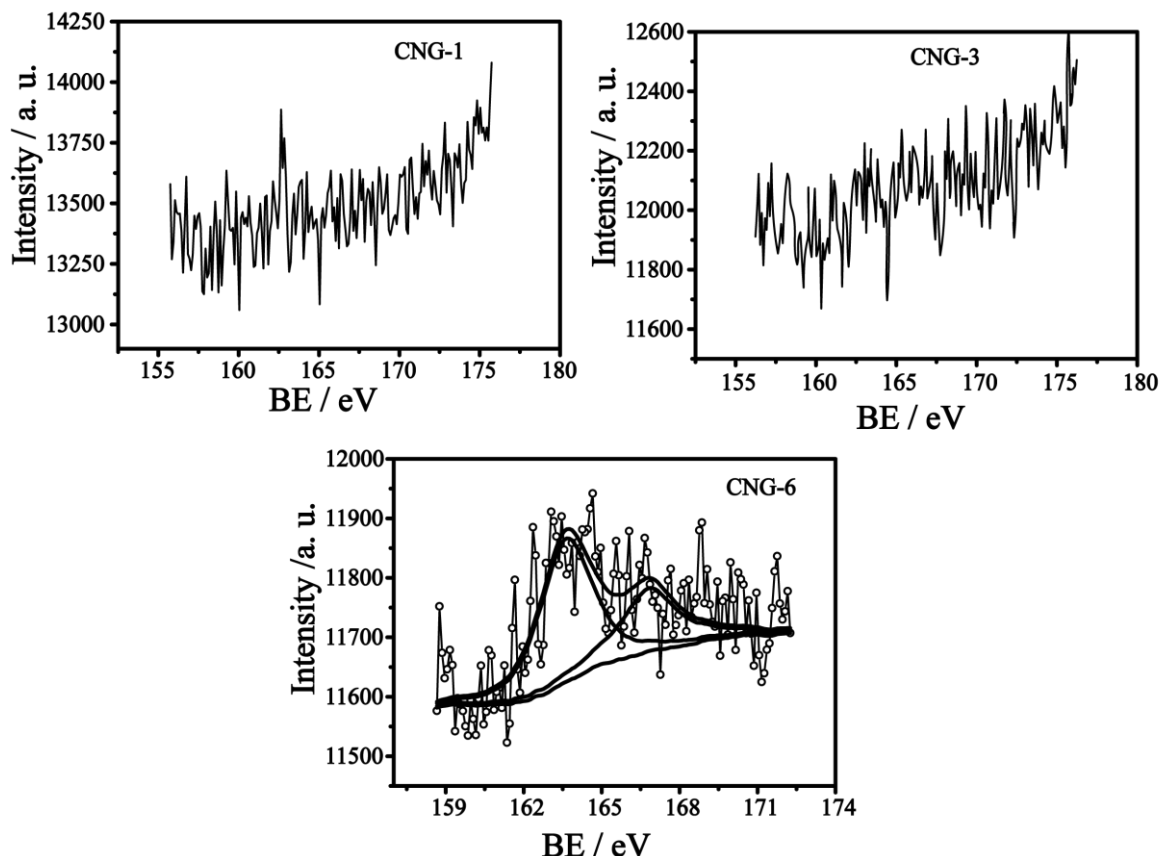 CNG-1
Intensity / a. u.
14250
14000
13750
13500
13250
13000
155 160 165 170 175 180
BE / eV
CNG-3
Intensity / a. u.
12600
12400
12200
12000
11800
11600
155 160 165 170 175 180
BE / eV
CNG-6
Intensity /a. u.
12000
11900
11800
11700
11600
11500
159 162 165 168 171 174
BE / eV